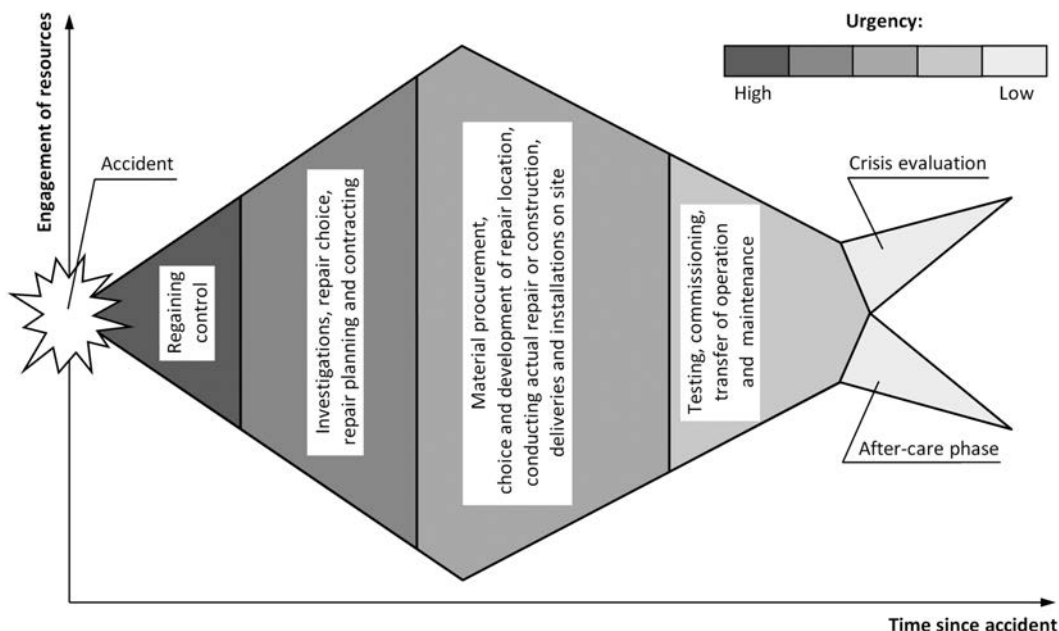 Urgency:
High
Low
Engagement of resources
Accident
Regaining
control
Investigations, repair choice,
repair planning and contracting
Material procurement,
choice and development of repair location,
conducting actual repair or construction,
deliveries and installations on site
Testing, commissioning,
transfer of operation
and maintenance
Crisis evaluation
After-care phase
Time since accident